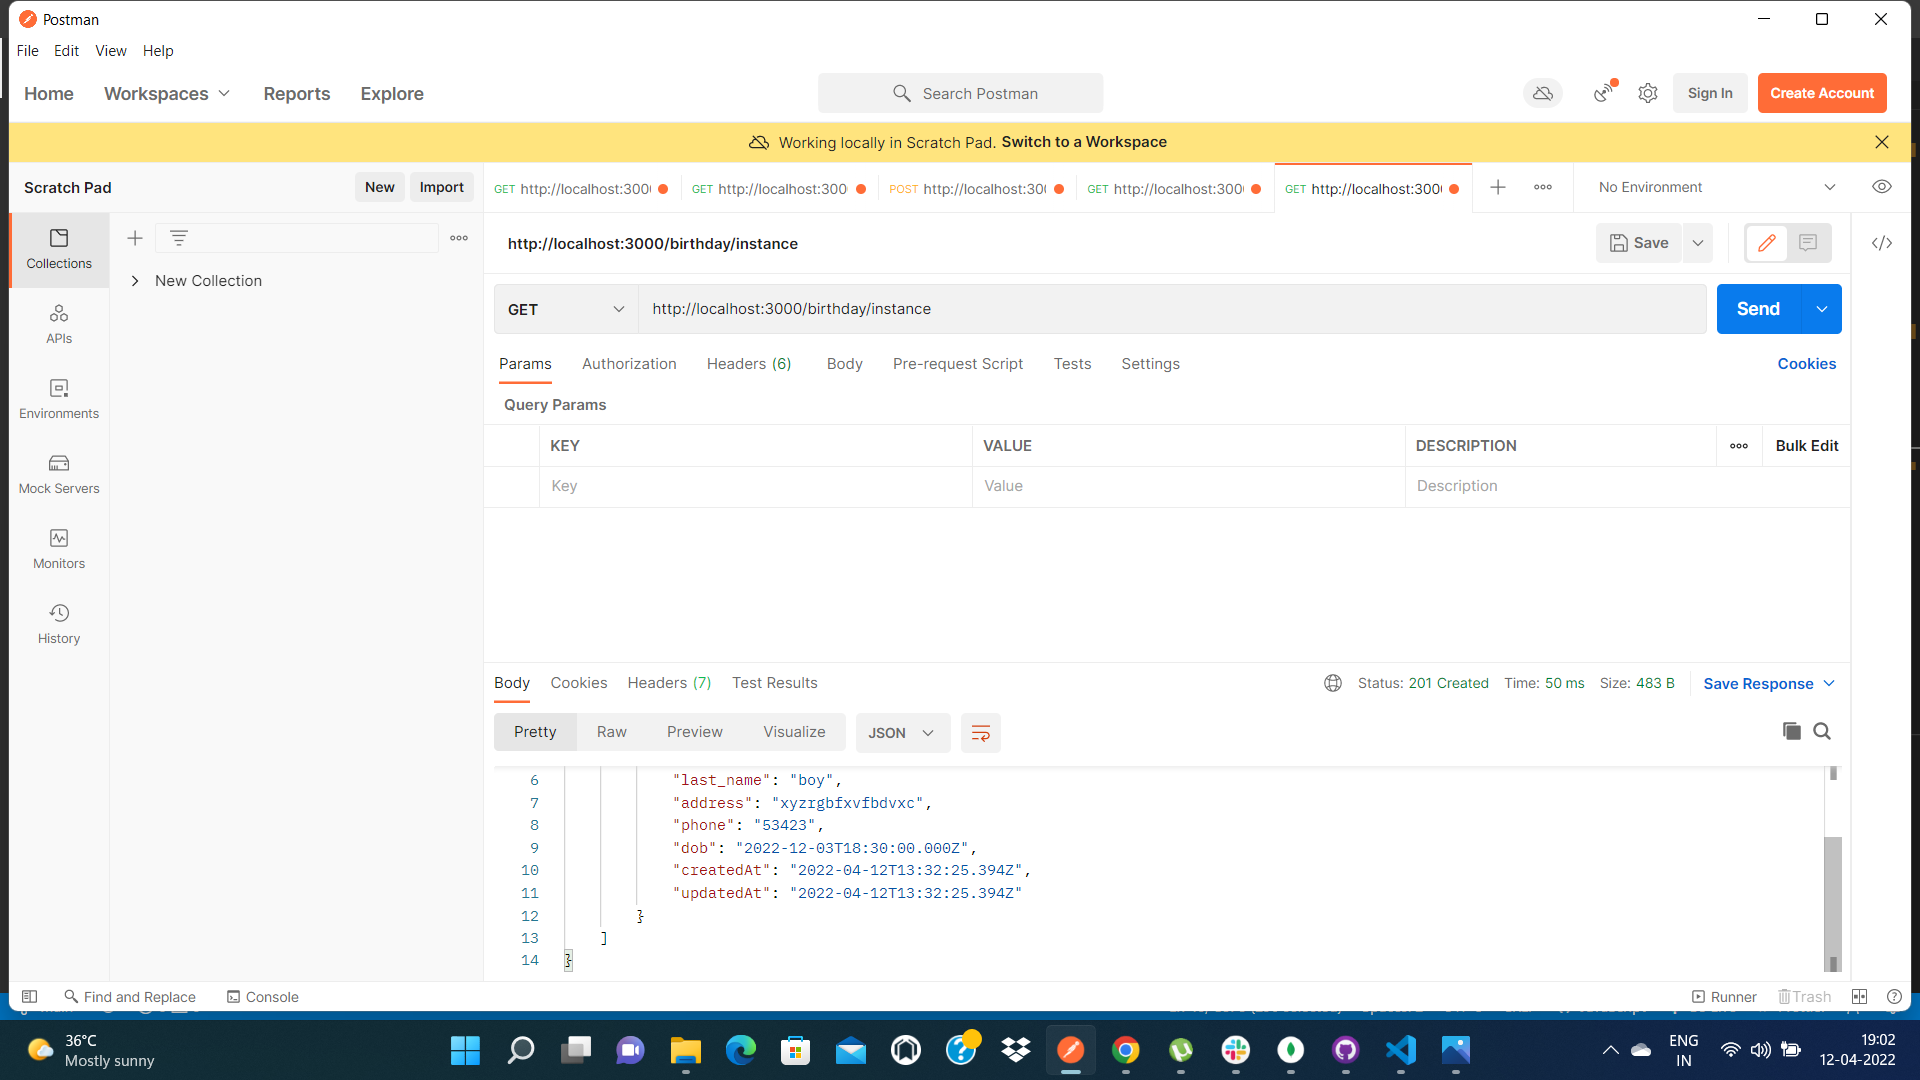 Postman
File Edit View Help
Home Workspaces Reports Explore
Search Postman
Sign In Create Account
Working locally in Scratch Pad. Switch to a Workspace
Scratch Pad New Import
GET http://localhost:300 GET http://localhost:300 POST http://localhost:300 GET http://localhost:300 GET http://localhost:300
No Environment
Collections
New Collection
APIs
Environments
Mock Servers
Monitors
History
http://localhost:3000/birthday/instance
Save
GET http://localhost:3000/birthday/instance Send
Params Authorization Headers (6) Body Pre-request Script Tests Settings Cookies
Query Params
KEY VALUE DESCRIPTION Bulk Edit
Key Value Description
Body Cookies Headers (7) Test Results Status: 201 Created Time: 50 ms Size: 483 B Save Response
Pretty Raw Preview Visualize JSON
6 "last_name": "boy",
7 "address": "xyzrgbfxvfbdvxc",
8 "phone": "53423",
9 "dob": "2022-12-03T18:30:00.000Z",
10 "createdAt": "2022-04-12T13:32:25.394Z",
11 "updatedAt": "2022-04-12T13:32:25.394Z"
12 }
13 ]
14 }
Find and Replace Console Runner Trash
36°C
Mostly sunny
ENG
IN
19:02
12-04-2022